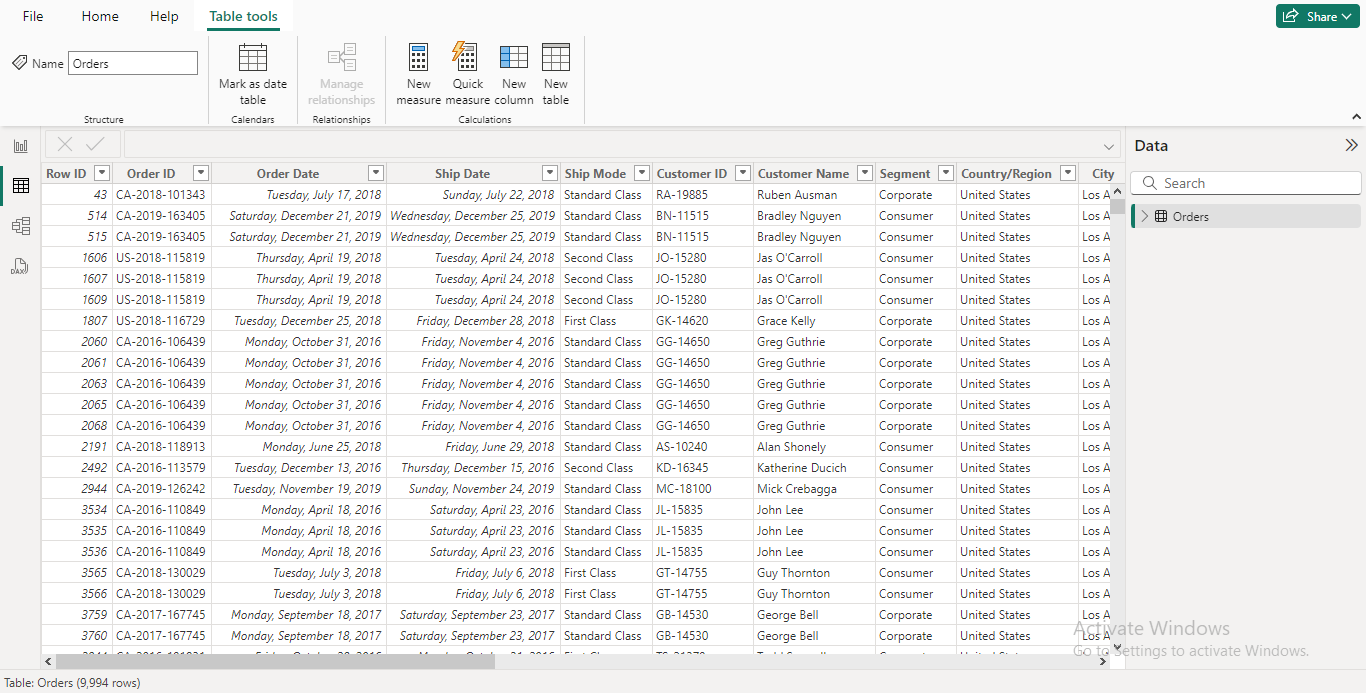 File Home Help Table tools Share
Name Orders
Mark as date table
Manage relationships
New measure
Quick measure
New column
New table
Structure Calendars Relationships Calculations
Data
Search
Orders
Row ID Order ID Order Date Ship Date Ship Mode Customer ID Customer Name Segment Country/Region City
43 CA-2018-101343 Tuesday, July 17, 2018 Sunday, July 22, 2018 Standard Class RA-19885 Ruben Ausman Corporate United States Los A
514 CA-2019-163405 Saturday, December 21, 2019 Wednesday, December 25, 2019 Standard Class BN-11515 Bradley Nguyen Consumer United States Los A
515 CA-2019-163405 Saturday, December 21, 2019 Wednesday, December 25, 2019 Standard Class BN-11515 Bradley Nguyen Consumer United States Los A
1606 US-2018-115819 Thursday, April 19, 2018 Tuesday, April 24, 2018 Second Class JO-15280 Jas O'Carroll Consumer United States Los A
1607 US-2018-115819 Thursday, April 19, 2018 Tuesday, April 24, 2018 Second Class JO-15280 Jas O'Carroll Consumer United States Los A
1609 US-2018-115819 Thursday, April 19, 2018 Tuesday, April 24, 2018 Second Class JO-15280 Jas O'Carroll Consumer United States Los A
1807 US-2018-116729 Tuesday, December 25, 2018 Friday, December 28, 2018 First Class GK-14620 Grace Kelly Corporate United States Los A
2060 CA-2016-106439 Monday, October 31, 2016 Friday, November 4, 2016 Standard Class GG-14650 Greg Guthrie Corporate United States Los A
2061 CA-2016-106439 Monday, October 31, 2016 Friday, November 4, 2016 Standard Class GG-14650 Greg Guthrie Corporate United States Los A
2063 CA-2016-106439 Monday, October 31, 2016 Friday, November 4, 2016 Standard Class GG-14650 Greg Guthrie Corporate United States Los A
2065 CA-2016-106439 Monday, October 31, 2016 Friday, November 4, 2016 Standard Class GG-14650 Greg Guthrie Corporate United States Los A
2068 CA-2016-106439 Monday, October 31, 2016 Friday, November 4, 2016 Standard Class GG-14650 Greg Guthrie Corporate United States Los A
2191 CA-2018-118913 Monday, June 25, 2018 Friday, June 29, 2018 Standard Class AS-10240 Alan Shonely Consumer United States Los A
2492 CA-2016-113579 Tuesday, December 13, 2016 Thursday, December 15, 2016 Second Class KD-16345 Katherine Ducich Consumer United States Los A
2944 CA-2019-126242 Tuesday, November 19, 2019 Sunday, November 24, 2019 Standard Class MC-18100 Mick Crebagga Consumer United States Los A
3534 CA-2016-110849 Monday, April 18, 2016 Saturday, April 23, 2016 Standard Class JL-15835 John Lee Consumer United States Los A
3535 CA-2016-110849 Monday, April 18, 2016 Saturday, April 23, 2016 Standard Class JL-15835 John Lee Consumer United States Los A
3536 CA-2016-110849 Monday, April 18, 2016 Saturday, April 23, 2016 Standard Class JL-15835 John Lee Consumer United States Los A
3565 CA-2018-130029 Tuesday, July 3, 2018 Friday, July 6, 2018 First Class GT-14755 Guy Thornton Consumer United States Los A
3566 CA-2018-130029 Tuesday, July 3, 2018 Friday, July 6, 2018 First Class GT-14755 Guy Thornton Consumer United States Los A
3759 CA-2017-167745 Monday, September 18, 2017 Saturday, September 23, 2017 Standard Class GB-14530 George Bell Corporate United States Los A
3760 CA-2017-167745 Monday, September 18, 2017 Saturday, September 23, 2017 Standard Class GB-14530 George Bell Corporate United States Los A
DAX
Activate Windows
Go to Settings to activate Windows.
Table: Orders (9,994 rows)